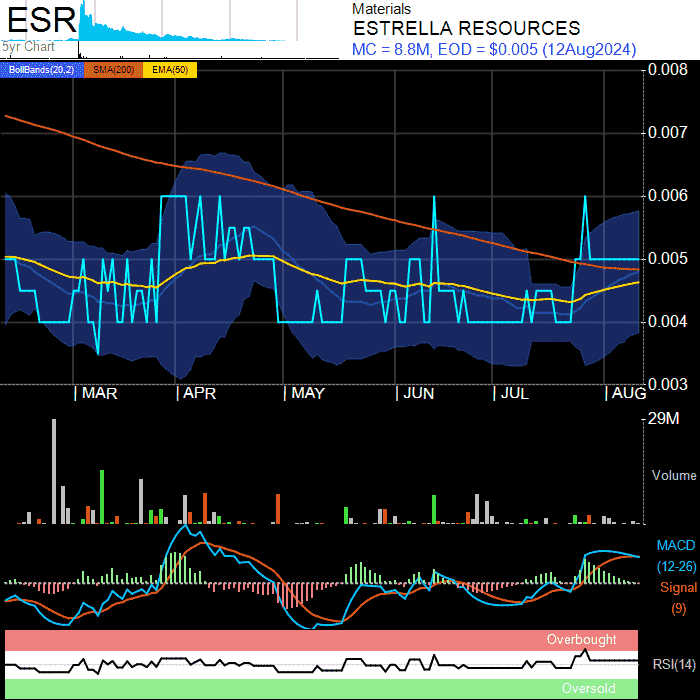 ESR
5yr Chart
Materials
ESTRELLA RESOURCES
MC = 8.8M, EOD = $0.005 (12Aug2024)
BollBands(20,2) SMA(200) EMA(50)
0.008
0.007
0.006
0.005
0.004
0.003
MAR APR MAY JUN JUL AUG
29M
Volume
MACD
(12-26)
Signal
(9)
Overbought
RSI(14)
Oversold